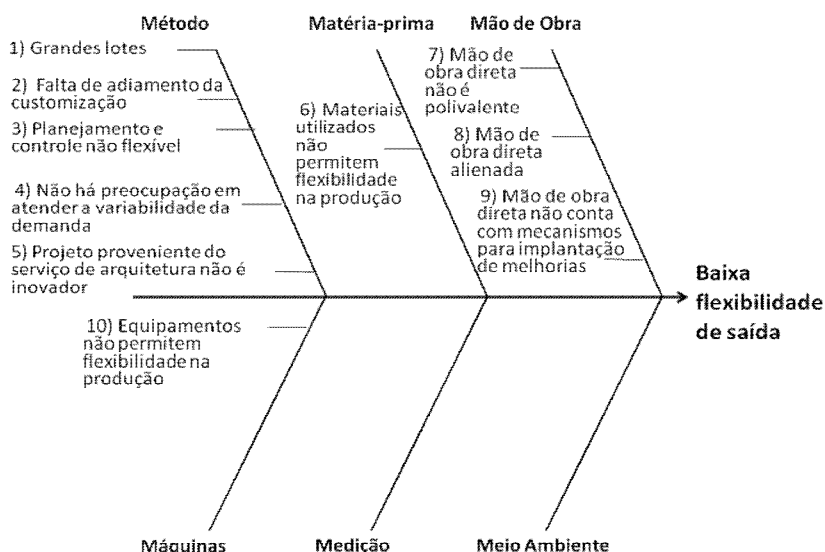 Método
Matéria-prima
Mão de Obra
1) Grandes lotes
2) Falta de adiamento da
customização
3) Planejamento e
controle não flexível
4) Não há preocupação em
atender a variabilidade da
demanda
5) Projeto proveniente do
serviço de arquitetura não é
inovador
6) Materiais
utilizados
não
permitem
flexibilidade
na produção
7) Mão de
obra direta
não é
polivalente
8) Mão de
obra direta
alienada
9) Mão de obra
direta não conta
com mecanismos
para implantação
de melhorias
Baixa
flexibilidade
de saída
10) Equipamentos
não permitem
flexibilidade na
produção
Máquinas
Medição
Meio Ambiente